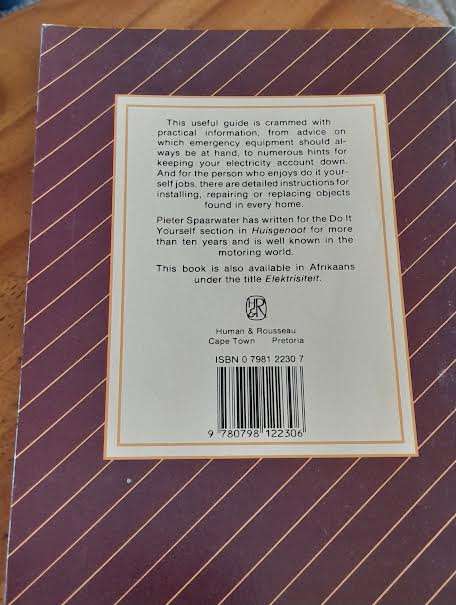 This useful guide is crammed with
practical information, from advice on
which emergency equipment should al-
ways be at hand, to numerous hints for
keeping your electricity account down.
And for the person who enjoys do it your-
self jobs, there are detailed instructions for
installing, repairing or replacing objects
found in every home.
Pieter Spaarwater has written for the Do It
Yourself section in Huisgenoot for more
than ten years and is well known in the
motoring world.
This book is also available in Afrikaans
under the title Elektrisiteit.
H&R
Human & Rousseau
Cape Town Pretoria
ISBN 0 7981 2230 7
9 780798 122306